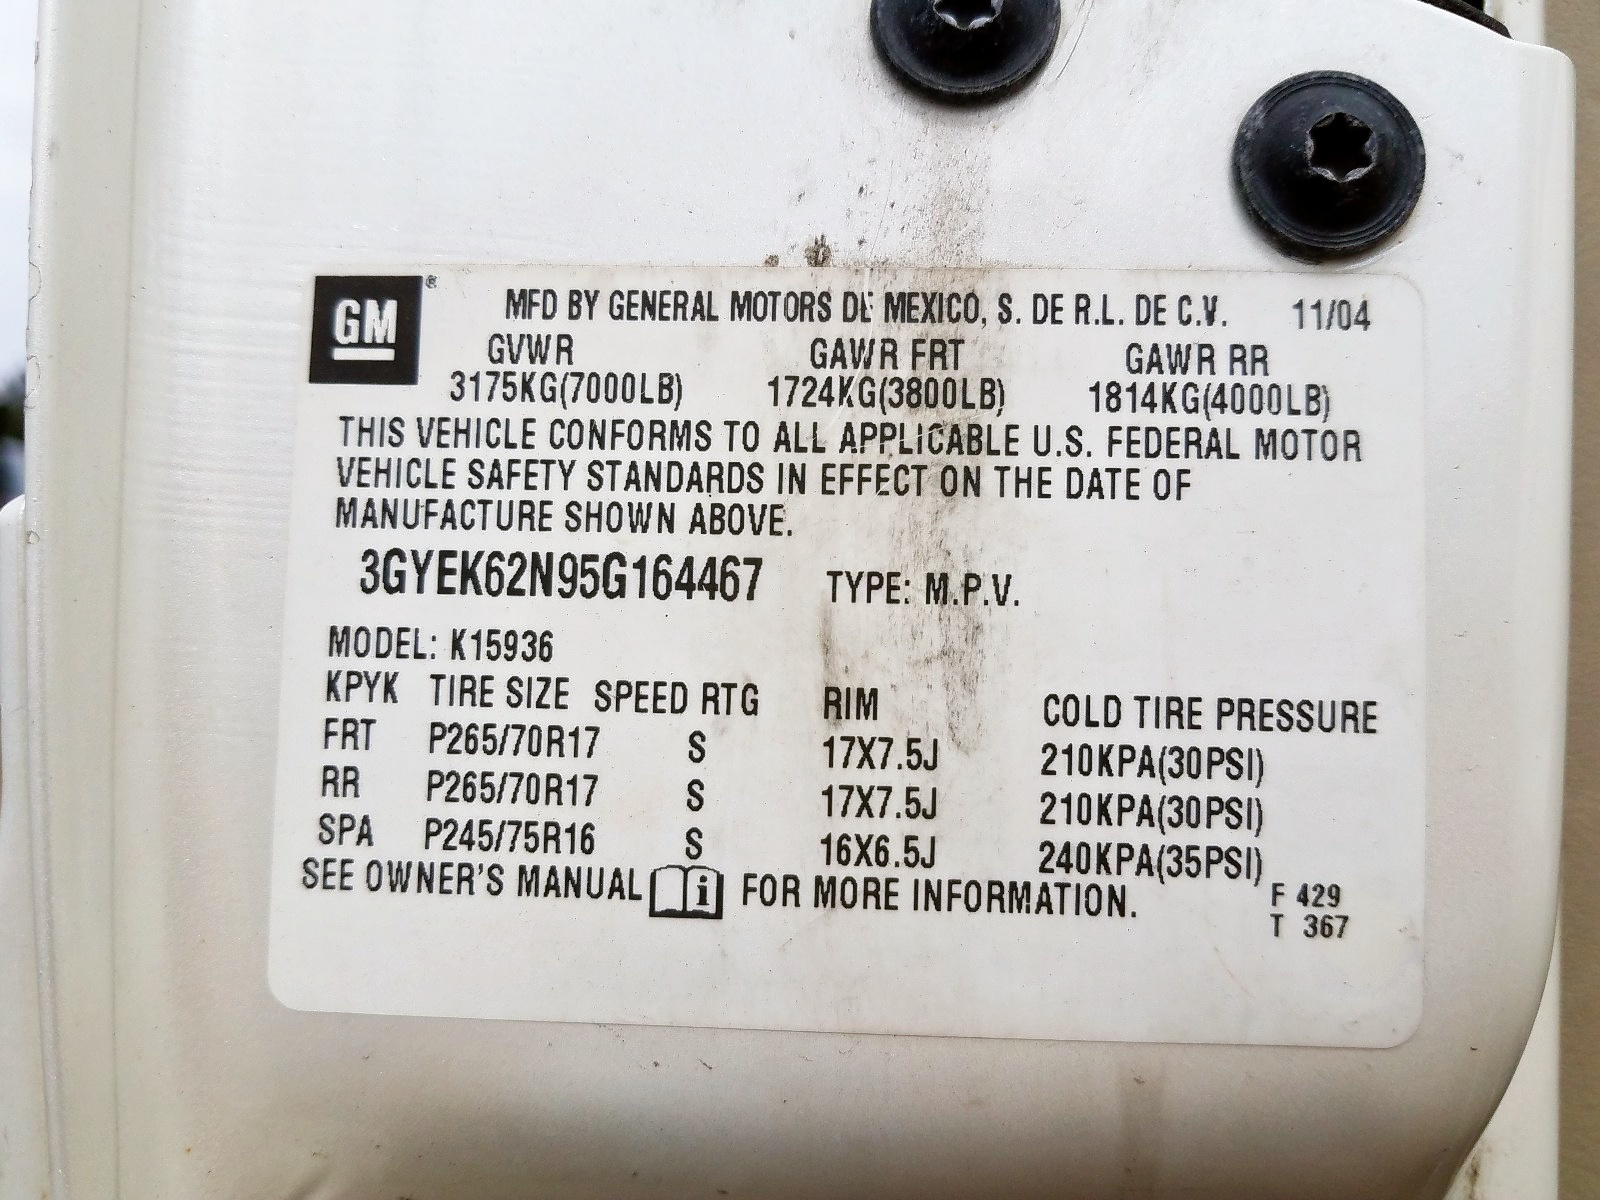 GM ®
MFD BY GENERAL MOTORS DE MEXICO, S. DE R.L. DE C.V. 11/04
GVWR GAWR FRT GAWR RR
3175KG(7000LB) 1724KG(3800LB) 1814KG(4000LB)
THIS VEHICLE CONFORMS TO ALL APPLICABLE U.S. FEDERAL MOTOR
VEHICLE SAFETY STANDARDS IN EFFECT ON THE DATE OF
MANUFACTURE SHOWN ABOVE.
3GYEK62N95G164467 TYPE: M.P.V.
MODEL: K15936
KPYK TIRE SIZE SPEED RTG RIM COLD TIRE PRESSURE
FRT P265/70R17 S 17X7.5J 210KPA(30PSI)
RR P265/70R17 S 17X7.5J 210KPA(30PSI)
SPA P245/75R16 S 16X6.5J 240KPA(35PSI)
SEE OWNER'S MANUAL i FOR MORE INFORMATION.
F 429
T 367